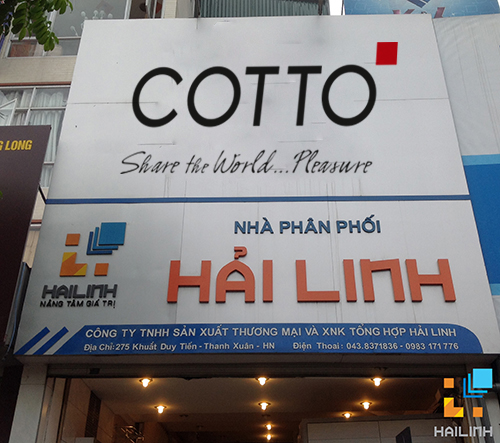 COTTO
Share the World...Pleasure
G LONG
NHÀ PHÂN PHỐI
HẢI LINH
HAILINH
NÂNG TẦM GIÁ TRỊ
CÔNG TY TNHH SẢN XUẤT THƯƠNG MẠI VÀ XNK TỔNG HỢP HẢI LINH
Địa Chỉ: 275 Khuất Duy Tiến - Thanh Xuân - HN Điện Thoại : 043.8371836 - 0983 171 776
HAILINH